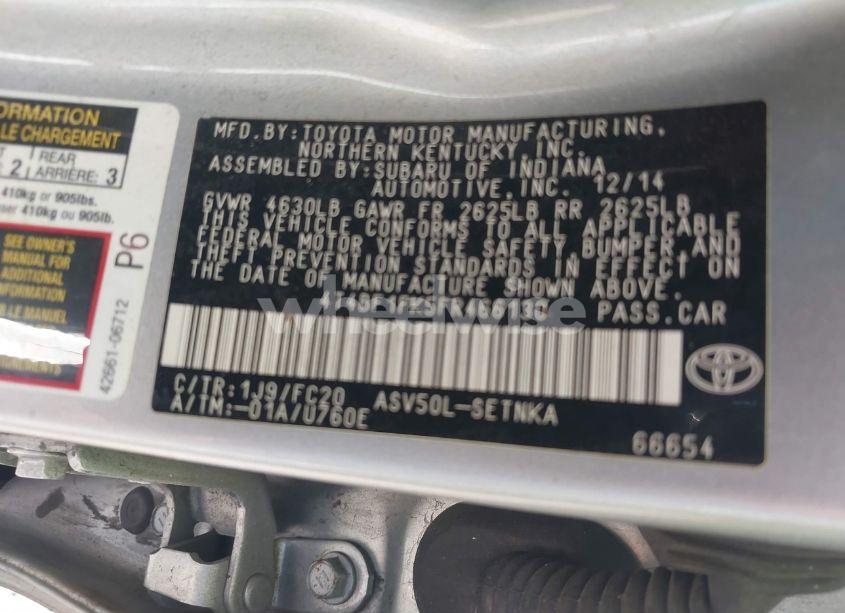 ORMATION
LE CHARGEMENT
2 REAR ARRIÈRE: 3
410kg or 905lbs.
ser 410kg ou 905lb.
SEE OWNER'S
MANUAL FOR
ADDITIONAL
INFORMATION
P6
42661-06712
MFD.BY:TOYOTA MOTOR MANUFACTURING,
NORTHERN KENTUCKY,INC.
ASSEMBLED BY:SUBARU OF INDIANA
AUTOMOTIVE,INC. 12/14
GVWR 4630LB GAWR FR 2625LB RR 2625LB
THIS VEHICLE CONFORMS TO ALL APPLICABLE
FEDERAL MOTOR VEHICLE SAFETY,BUMPER,AND
THEFT PREVENTION STANDARDS IN EFFECT ON
THE DATE OF MANUFACTURE SHOWN ABOVE.
PASS.CAR
wheelwise
C/TR:1J9/FC20
A/TM:-01A/U760E
ASV50L-SETNKA
66654